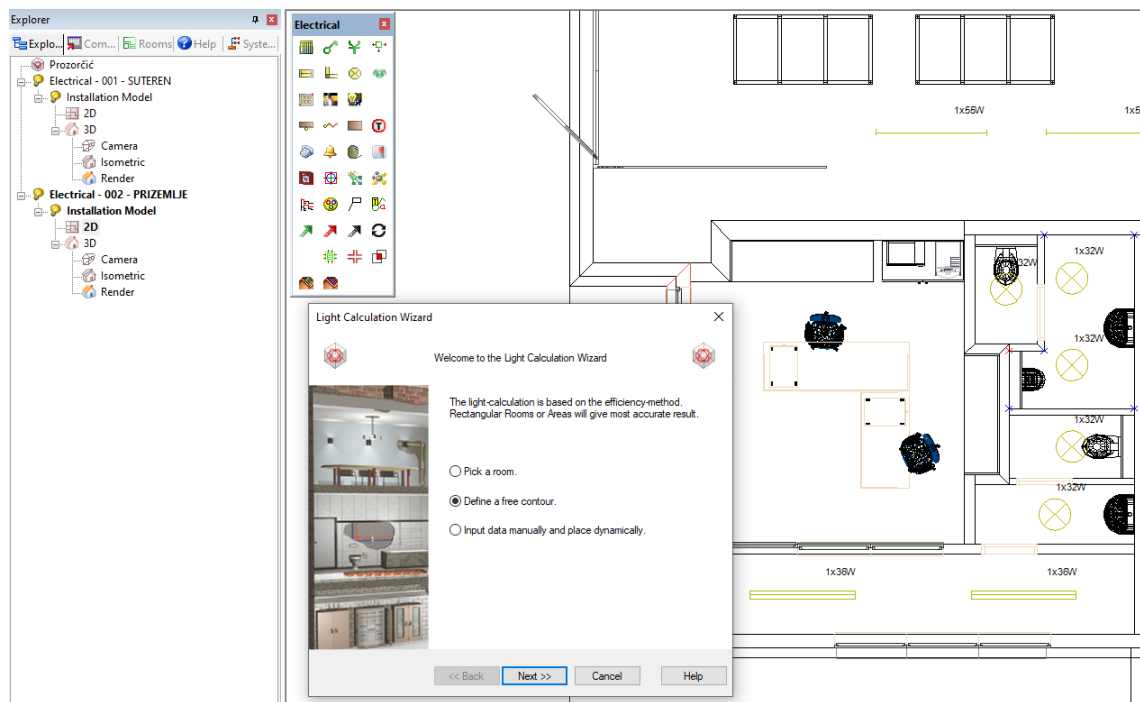 Explorer
Explo...
Com...
Rooms
Help
Syste...
Prozorčić
Electrical - 001 - SUTEREN
Installation Model
2D
3D
Camera
Isometric
Render
Electrical - 002 - PRIZEMLJE
Installation Model
2D
3D
Camera
Isometric
Render
Electrical
Light Calculation Wizard
Welcome to the Light Calculation Wizard
The light-calculation is based on the efficiency-method.
Rectangular Rooms or Areas will give most accurate result.
Pick a room.
Define a free contour.
Input data manually and place dynamically.
<< Back
Next >>
Cancel
Help
1x55W
1x5
1x32W
32W
1x32W
1x32W
1x32W
1x36W
1x36W